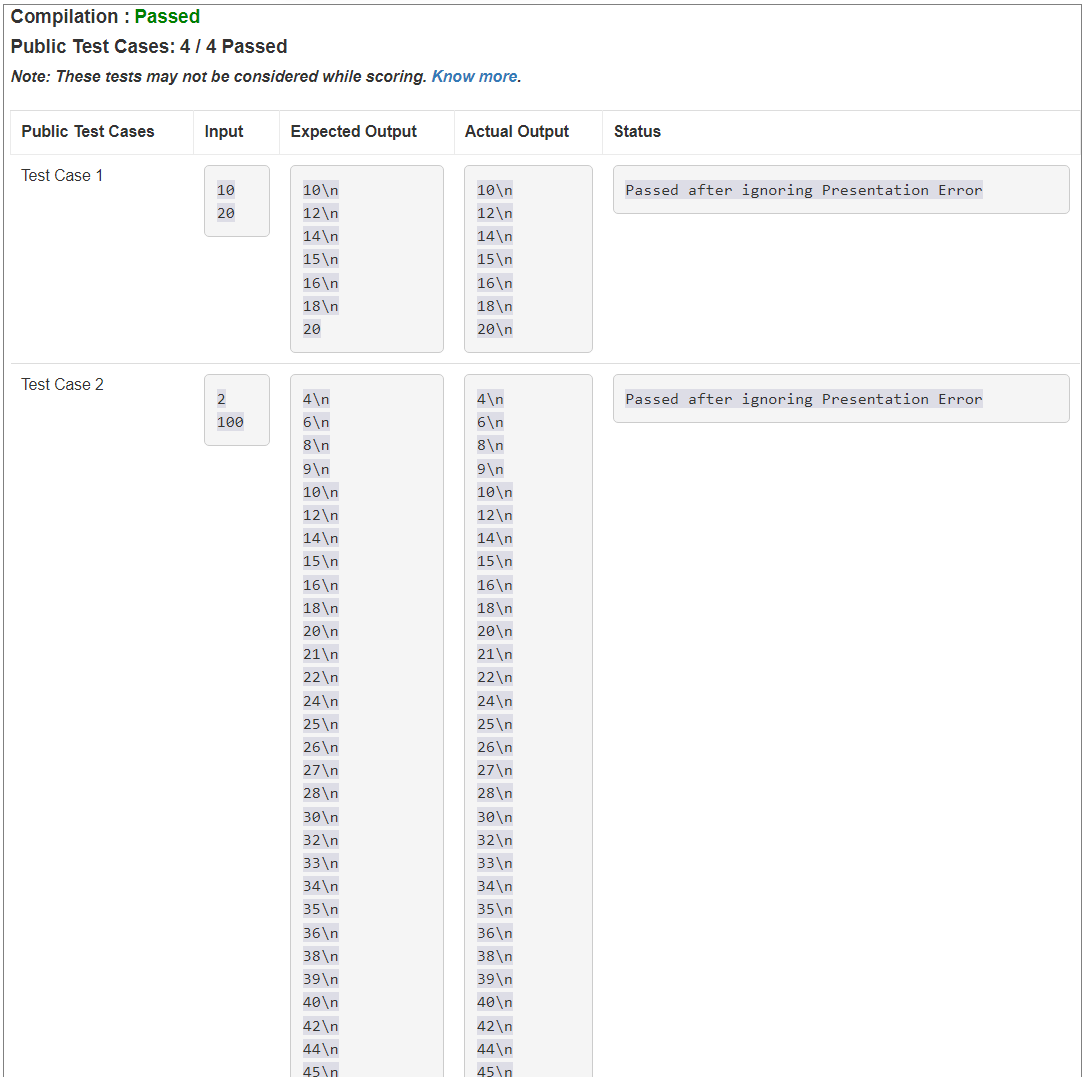 Compilation : Passed
Public Test Cases: 4 / 4 Passed
Note: These tests may not be considered while scoring. Know more.
Public Test Cases Input Expected Output Actual Output Status
Test Case 1
10
20
10\n
12\n
14\n
15\n
16\n
18\n
20
10\n
12\n
14\n
15\n
16\n
18\n
20\n
Passed after ignoring Presentation Error
Test Case 2
2
100
4\n
6\n
8\n
9\n
10\n
12\n
14\n
15\n
16\n
18\n
20\n
21\n
22\n
24\n
25\n
26\n
27\n
28\n
30\n
32\n
33\n
34\n
35\n
36\n
38\n
39\n
40\n
42\n
44\n
45\n
4\n
6\n
8\n
9\n
10\n
12\n
14\n
15\n
16\n
18\n
20\n
21\n
22\n
24\n
25\n
26\n
27\n
28\n
30\n
32\n
33\n
34\n
35\n
36\n
38\n
39\n
40\n
42\n
44\n
45\n
Passed after ignoring Presentation Error